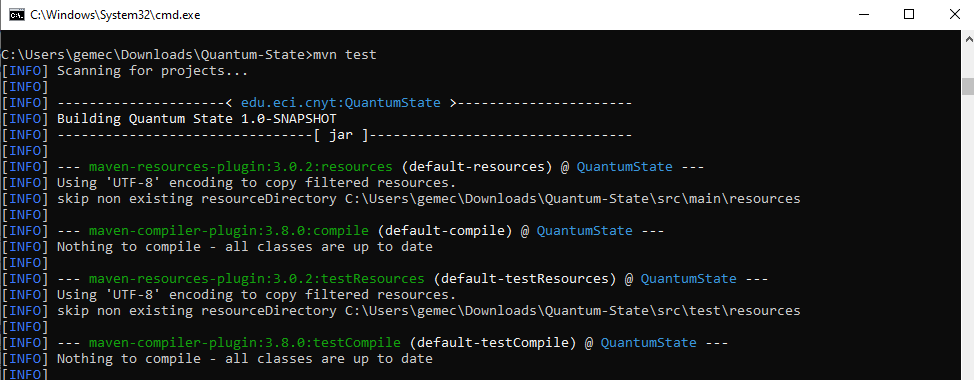 C:\Windows\System32\cmd.exe
C:\Users\gemec\Downloads\Quantum-State>mvn test
[INFO] Scanning for projects...
[INFO]
[INFO] ---------------------< edu.eci.cnyt:QuantumState >----------------------
[INFO] Building Quantum State 1.0-SNAPSHOT
[INFO] --------------------------------[ jar ]---------------------------------
[INFO]
[INFO] --- maven-resources-plugin:3.0.2:resources (default-resources) @ QuantumState ---
[INFO] Using 'UTF-8' encoding to copy filtered resources.
[INFO] skip non existing resourceDirectory C:\Users\gemec\Downloads\Quantum-State\src\main\resources
[INFO]
[INFO] --- maven-compiler-plugin:3.8.0:compile (default-compile) @ QuantumState ---
[INFO] Nothing to compile - all classes are up to date
[INFO]
[INFO] --- maven-resources-plugin:3.0.2:testResources (default-testResources) @ QuantumState ---
[INFO] Using 'UTF-8' encoding to copy filtered resources.
[INFO] skip non existing resourceDirectory C:\Users\gemec\Downloads\Quantum-State\src\test\resources
[INFO]
[INFO] --- maven-compiler-plugin:3.8.0:testCompile (default-testCompile) @ QuantumState ---
[INFO] Nothing to compile - all classes are up to date
[INFO]